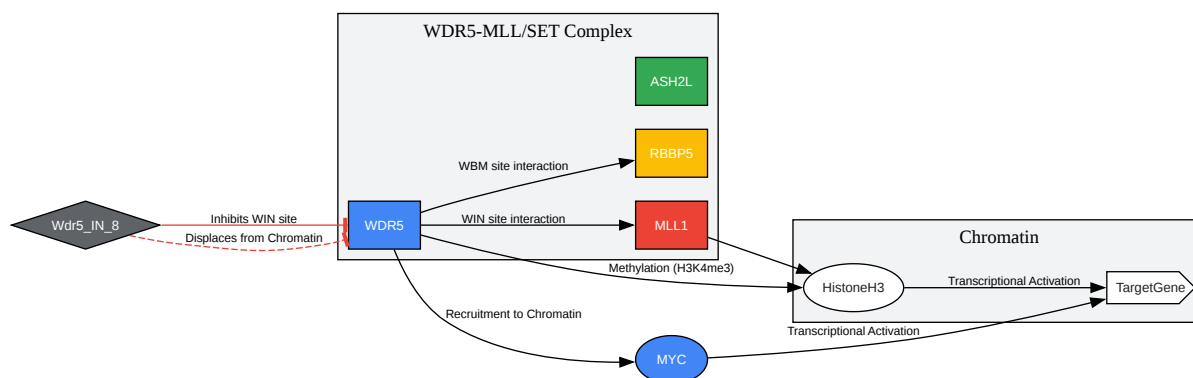 WDR5-MLL/SET Complex
ASH2L
RBBP5
WBM site interaction
Wdr5_IN_8
Inhibits WIN site
Displaces from Chromatin
WDR5
WIN site interaction
MLL1
Methylation (H3K4me3)
Chromatin
HistoneH3
Transcriptional Activation
TargetGene
Recruitment to Chromatin
Transcriptional Activation
MYC